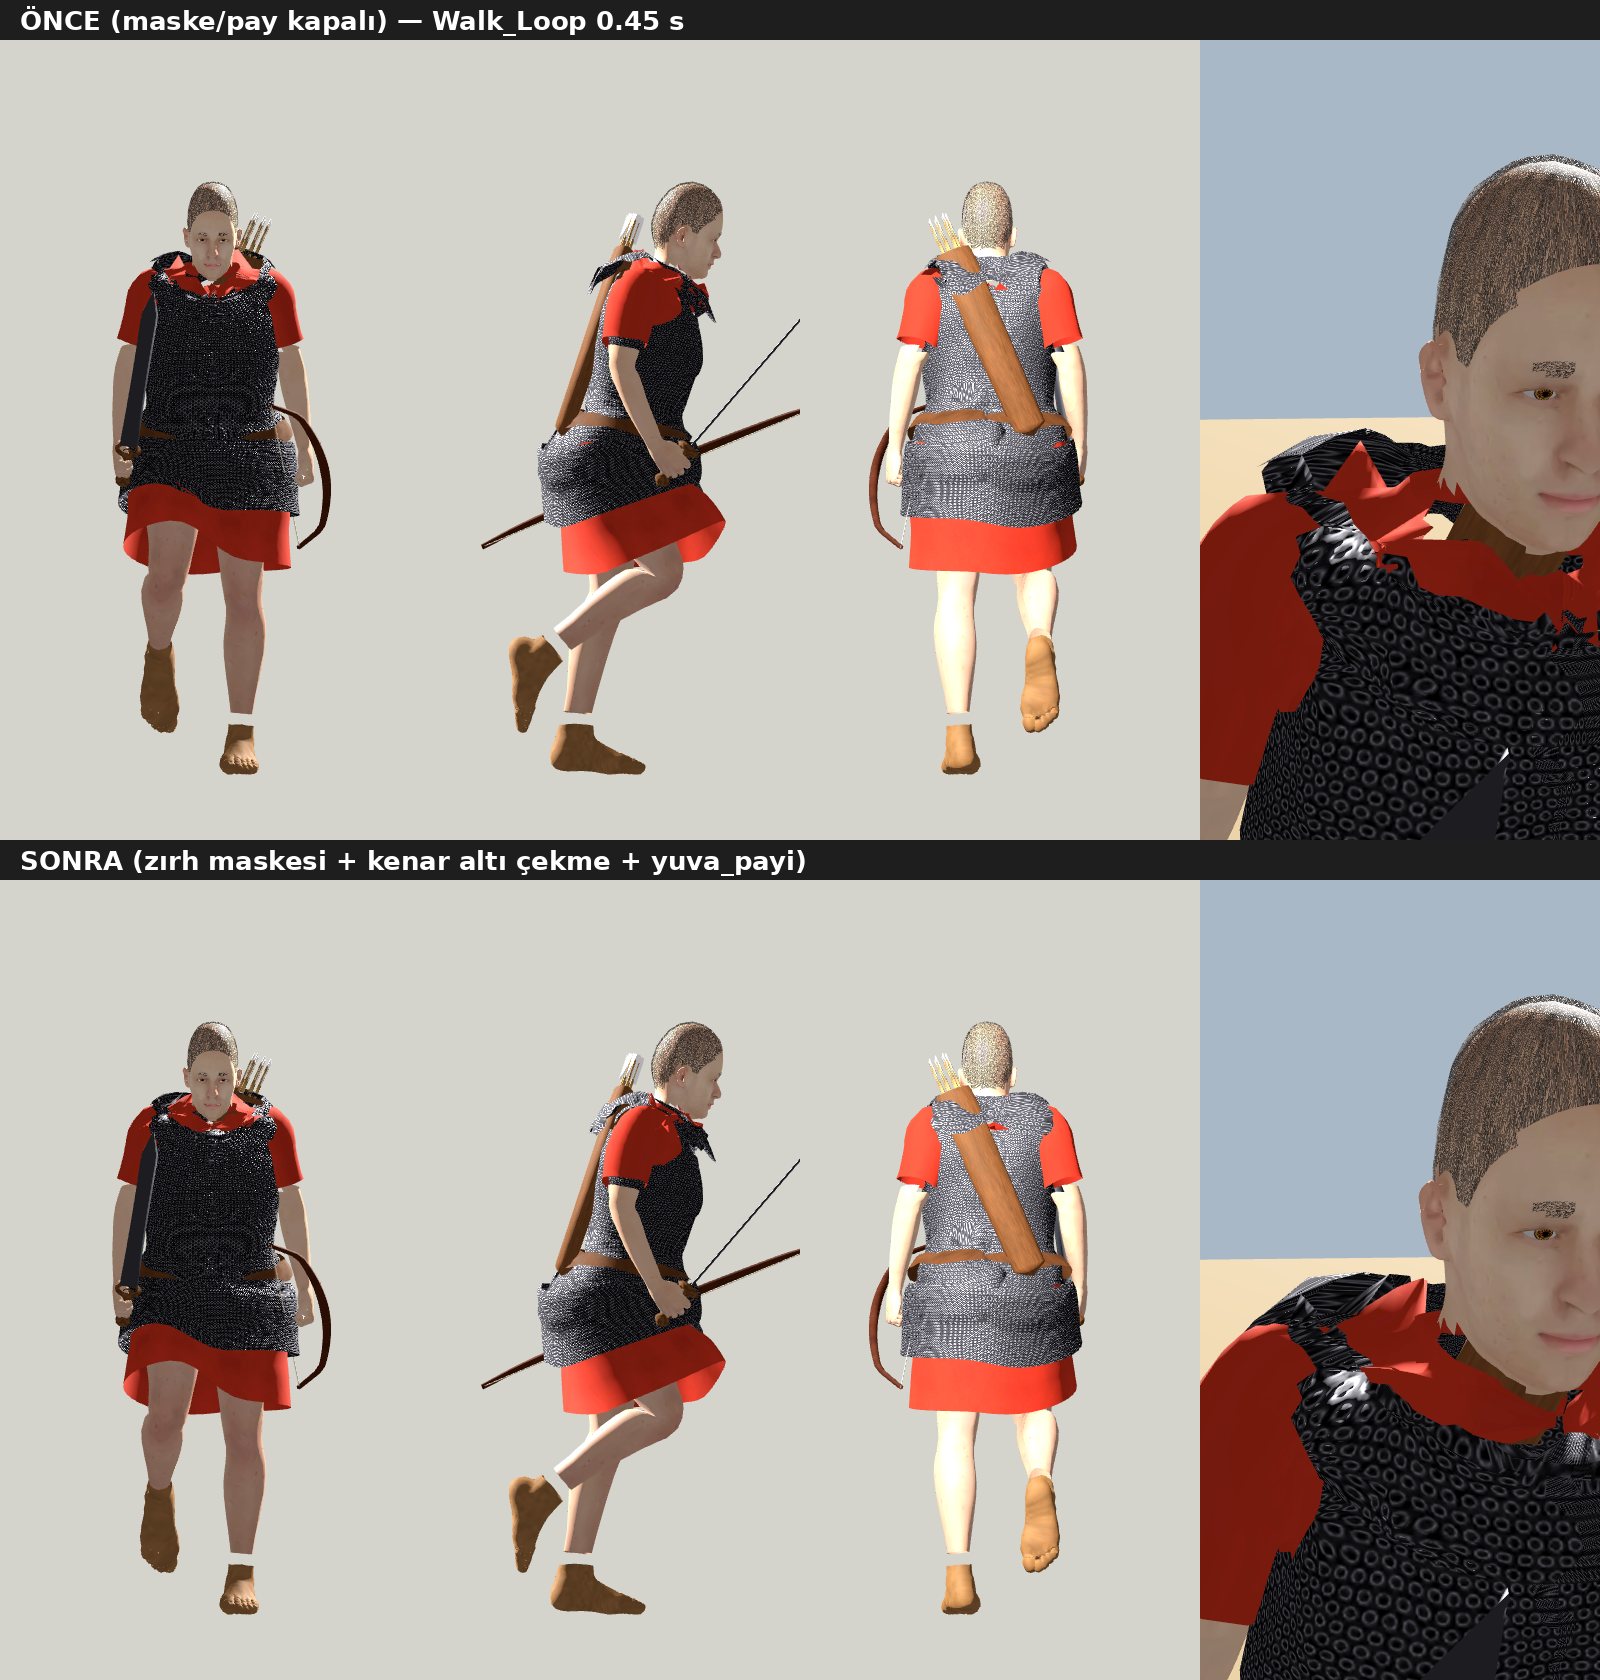 ÖNCE (maske/pay kapalı) — Walk_Loop 0.45 s
SONRA (zırh maskesi + kenar altı çekme + yuva_payi)